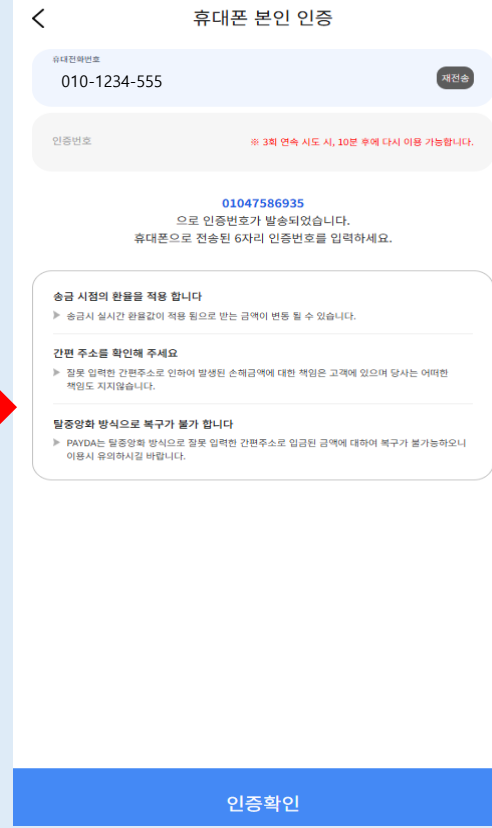 휴대폰 본인 인증
휴대전화번호
010-1234-555
재전송
인증번호
※ 3회 연속 시도 시, 10분 후에 다시 이용 가능합니다.
01047586935
으로 인증번호가 발송되었습니다.
휴대폰으로 전송된 6자리 인증번호를 입력하세요.
송금 시점의 환율을 적용 합니다
▶ 송금시 실시간 환율값이 적용 됨으로 받는 금액이 변동 될 수 있습니다.
간편 주소를 확인해 주세요
▶ 잘못 입력한 간편주소로 인하여 발생된 손해금액에 대한 책임은 고객에 있으며 당사는 어떠한
책임도 지지않습니다.
탈중앙화 방식으로 복구가 불가 합니다
▶ PAYDA는 탈중앙화 방식으로 잘못 입력한 간편주소로 입금된 금액에 대하여 복구가 불가능하오니
이용시 유의하시길 바랍니다.
인증확인